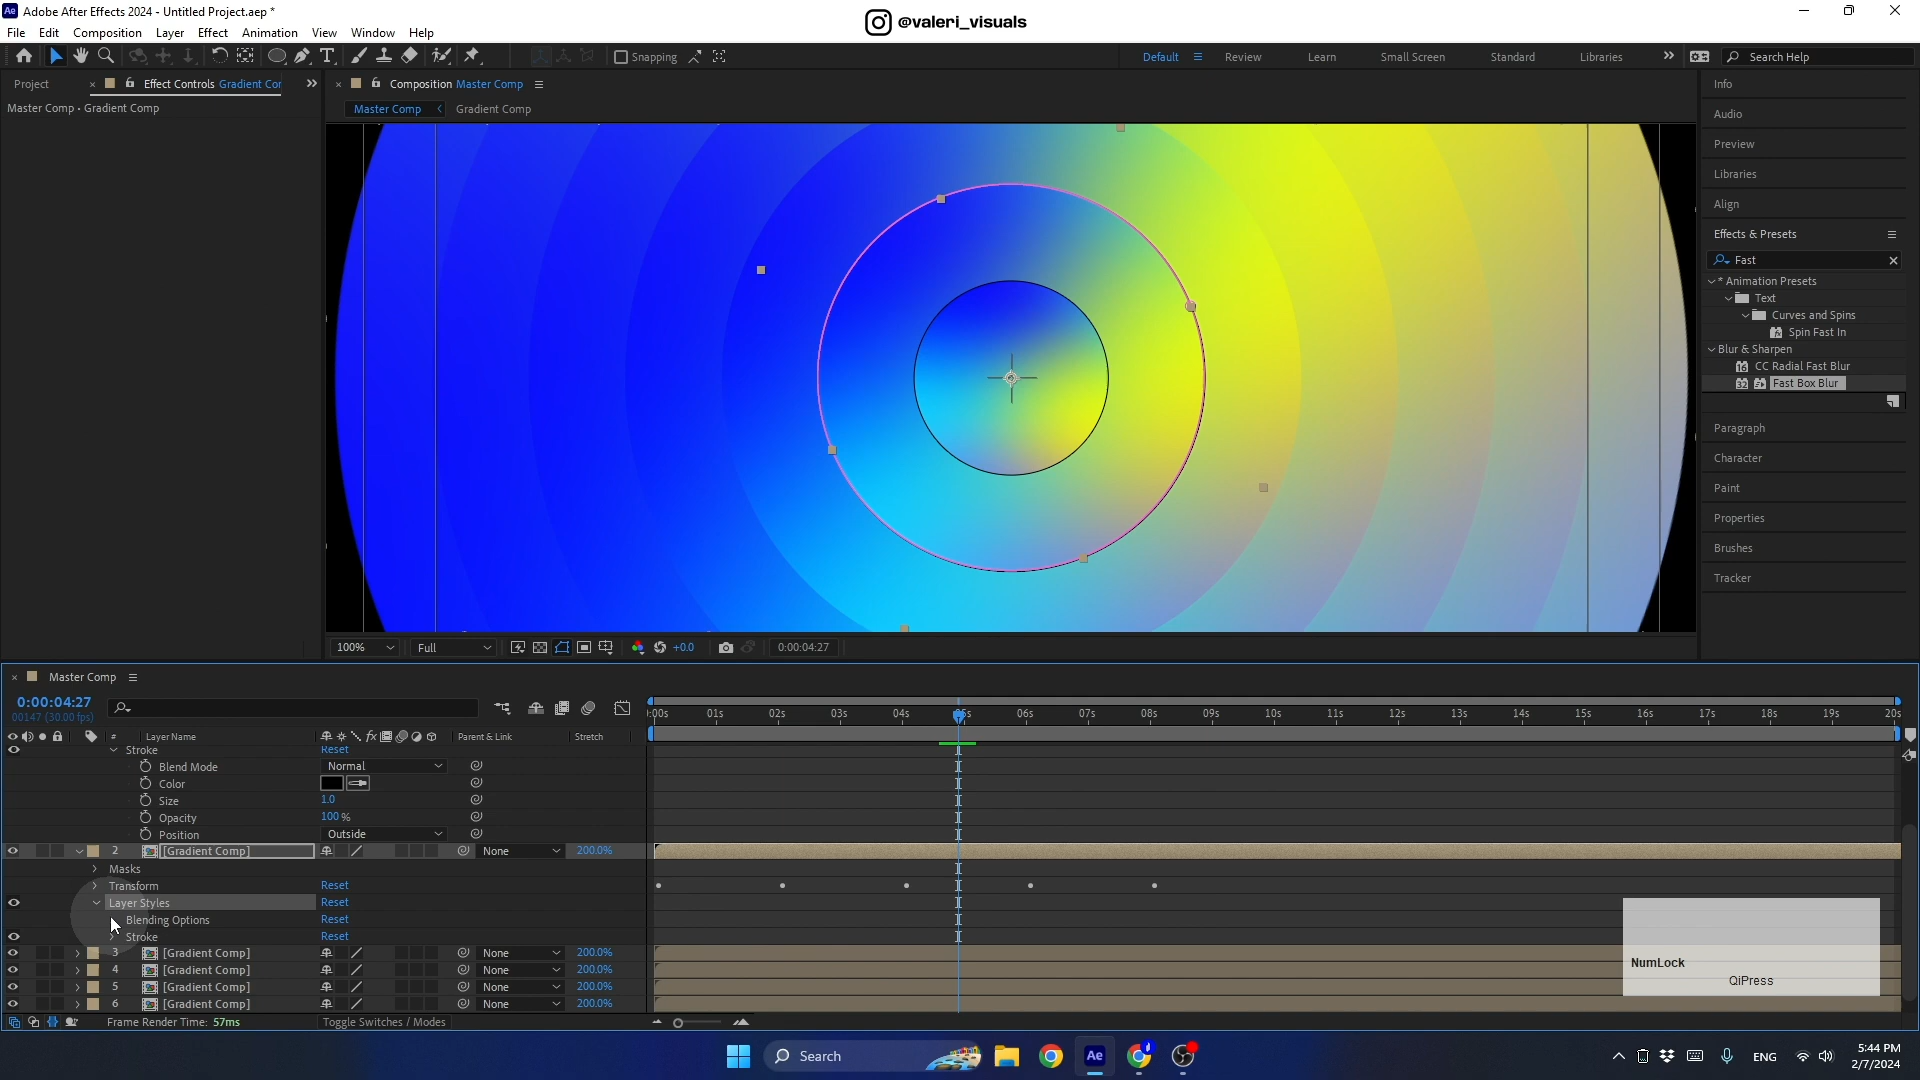 Adobe After Effects 2024 - Untitled Project.aep *
@valeri_visuals
File Edit Composition Layer Effect Animation View Window Help
Snapping
Default Review Learn Small Screen Standard Libraries
Search Help
Project
Effect Controls Gradient Cor
Composition Master Comp
Master Comp • Gradient Comp
Master Comp Gradient Comp
Info
Audio
Preview
Libraries
Align
Effects & Presets
Fast
* Animation Presets
Text
Curves and Spins
Spin Fast In
Blur & Sharpen
CC Radial Fast Blur
Fast Box Blur
Paragraph
Character
Paint
Properties
Brushes
Tracker
100% Full +0.0 0:00:04:27
Master Comp
0:00:04:27
00147 (30.00 fps)
:00s 01s 02s 03s 04s 05s 06s 07s 08s 09s 10s 11s 12s 13s 14s 15s 16s 17s 18s 19s 20s
# Layer Name Parent & Link Stretch
Stroke Reset
Blend Mode Normal
Color
Size 1.0
Opacity 100 %
Position Outside
2 [Gradient Comp] None 200.0%
Masks
Transform Reset
Layer Styles Reset
Blending Options Reset
Stroke Reset
3 [Gradient Comp] None 200.0%
4 [Gradient Comp] None 200.0%
5 [Gradient Comp] None 200.0%
6 [Gradient Comp] None 200.0%
Frame Render Time: 57ms
Toggle Switches / Modes
NumLock
QiPress
Search
ENG
5:44 PM
2/7/2024